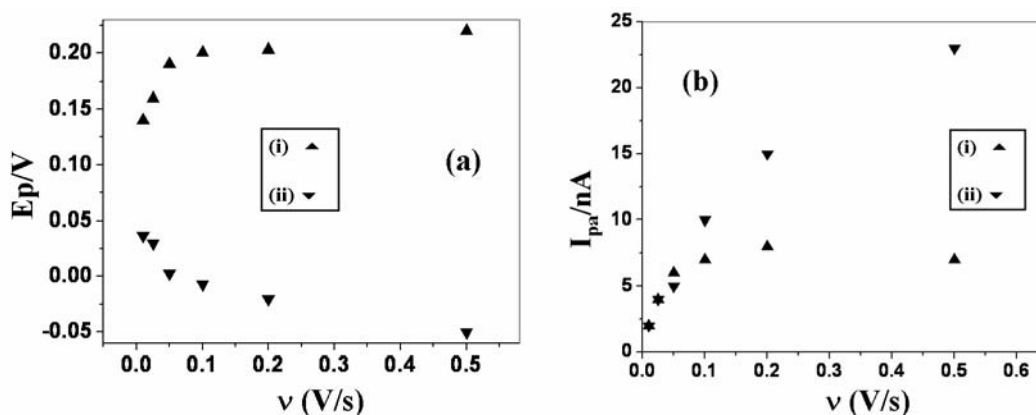 Ep/V
0.20
0.15
0.10
0.05
0.00
-0.05
(i) ▲
(ii) ▼
(a)
0.0 0.1 0.2 0.3 0.4 0.5
ν (V/s)
I_pa/nA
25
20
15
10
5
0
(b)
(i) ▲
(ii) ▼
0.0 0.1 0.2 0.3 0.4 0.5 0.6
ν (V/s)